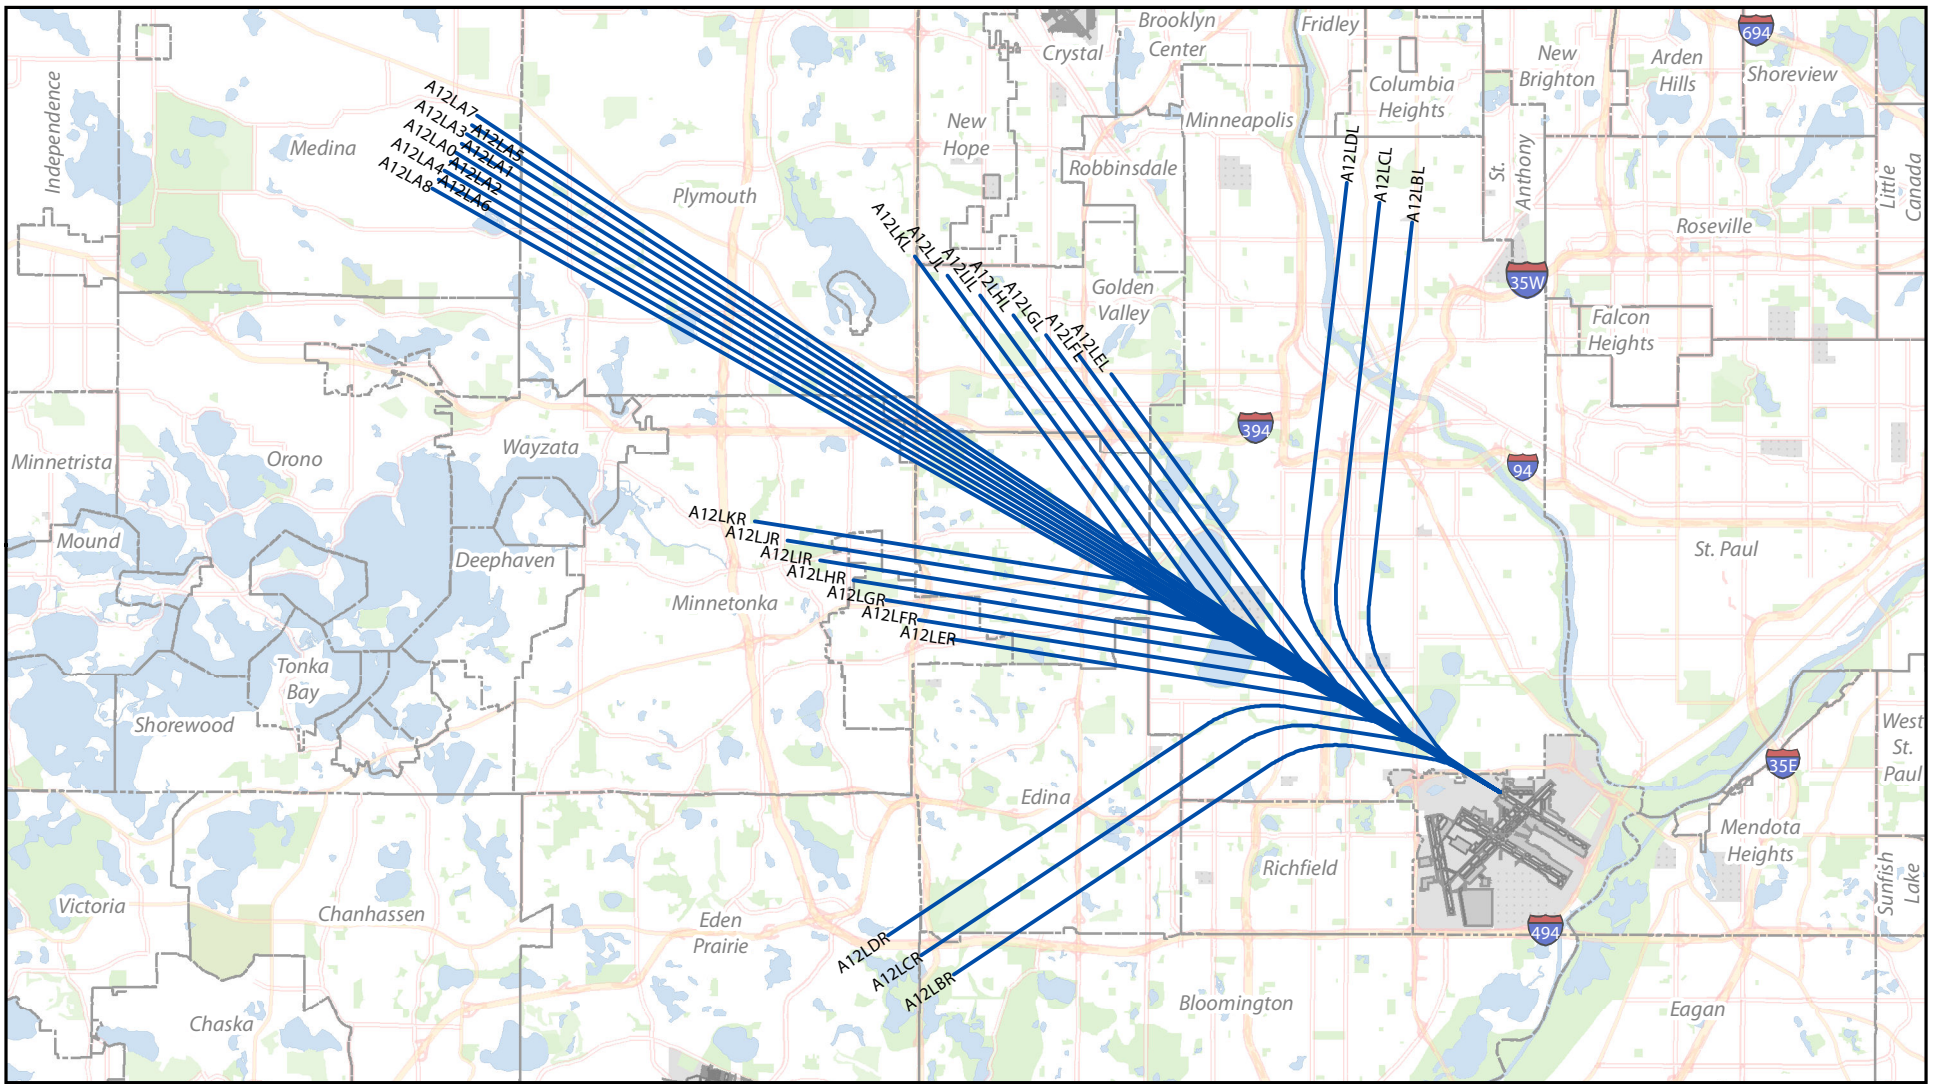 Brooklyn
Center
Fridley
694
Crystal
New
Brighton
Arden
Hills
Shoreview
Columbia
Heights
Independence
Medina
A12LA7
A12LA5
A12LA3
A12LA1
A12LA0
A12LA2
A12LA4
A12LA6
A12LA8
New
Hope
Minneapolis
Robbinsdale
A12LDL
A12LCL
A12LBL
St.
Anthony
Little
Canada
Plymouth
Roseville
A12LKL
A12LJL
A12LIL
A12LHL
A12LGL
A12LFL
A12LEL
Golden
Valley
35W
Falcon
Heights
394
94
Minnetrista
Orono
Wayzata
Mound
Deephaven
A12LKR
A12LJR
A12LIR
A12LHR
A12LGR
A12LFR
A12LER
Minnetonka
St. Paul
Tonka
Bay
Shorewood
West
St.
Paul
35E
Edina
Mendota
Heights
Richfield
Sunfish
Lake
Victoria
Chanhassen
Eden
Prairie
494
A12LDR
A12LCR
A12LBR
Bloomington
Eagan
Chaska